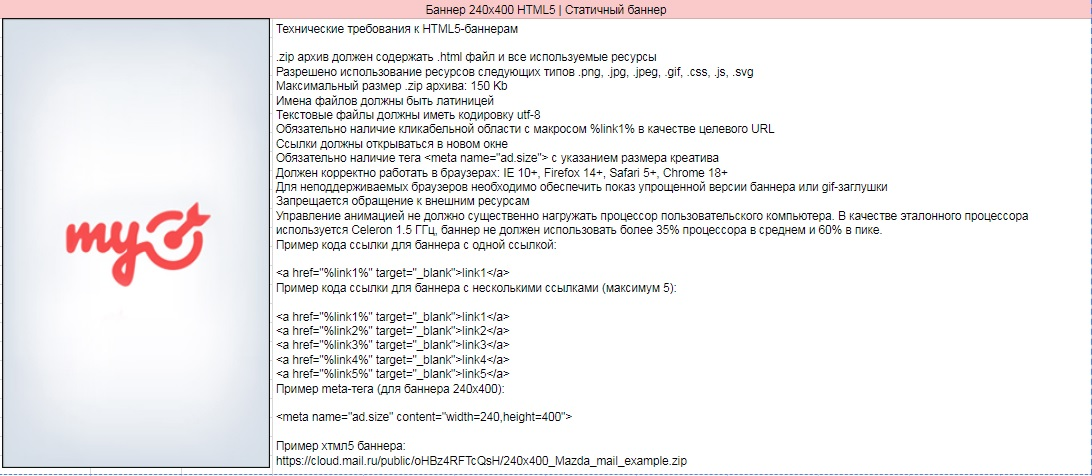 Баннер 240x400 HTML5 | Статичный баннер
my
Технические требования к HTML5-баннерам
.zip архив должен содержать .html файл и все используемые ресурсы
Разрешено использование ресурсов следующих типов .png, .jpg, .jpeg, .gif, .css, .js, .svg
Максимальный размер .zip архива: 150 Kb
Имена файлов должны быть латиницей
Текстовые файлы должны иметь кодировку utf-8
Обязательно наличие кликабельной области с макросом %link1% в качестве целевого URL
Ссылки должны открываться в новом окне
Обязательно наличие тега <meta name="ad.size"> с указанием размера креатива
Должен корректно работать в браузерах: IE 10+, Firefox 14+, Safari 5+, Chrome 18+
Для неподдерживаемых браузеров необходимо обеспечить показ упрощенной версии баннера или gif-заглушки
Запрещается обращение к внешним ресурсам
Управление анимацией не должно существенно нагружать процессор пользовательского компьютера. В качестве эталонного процессора
используется Celeron 1.5 ГГц, баннер не должен использовать более 35% процессора в среднем и 60% в пике.
Пример кода ссылки для баннера с одной ссылкой:
<a href="%link1%" target="_blank">link1</a>
Пример кода ссылки для баннера с несколькими ссылками (максимум 5):
<a href="%link1%" target="_blank">link1</a>
<a href="%link2%" target="_blank">link2</a>
<a href="%link3%" target="_blank">link3</a>
<a href="%link4%" target="_blank">link4</a>
<a href="%link5%" target="_blank">link5</a>
Пример meta-тега (для баннера 240x400):
<meta name="ad.size" content="width=240,height=400">
Пример хтмл5 баннера:
https://cloud.mail.ru/public/oHBz4RFTcQsH/240x400_Mazda_mail_example.zip